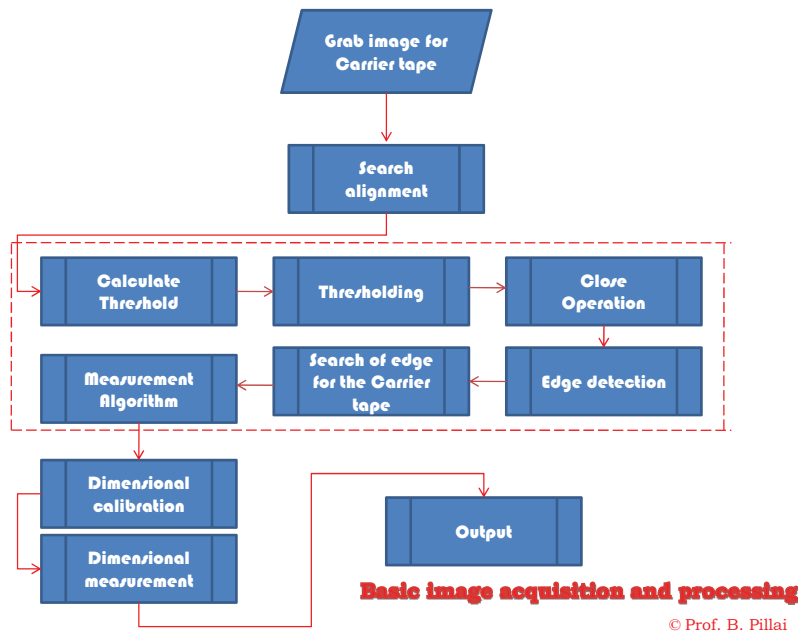 Grab image for
Carrier tape
Search
alignment
Calculate
Threshold
Thresholding
Close
Operation
Edge detection
Search of edge
for the Carrier
tape
Measurement
Algorithm
Dimensional
calibration
Dimensional
measurement
Output
Basic image acquisition and processing
© Prof. B. Pillai